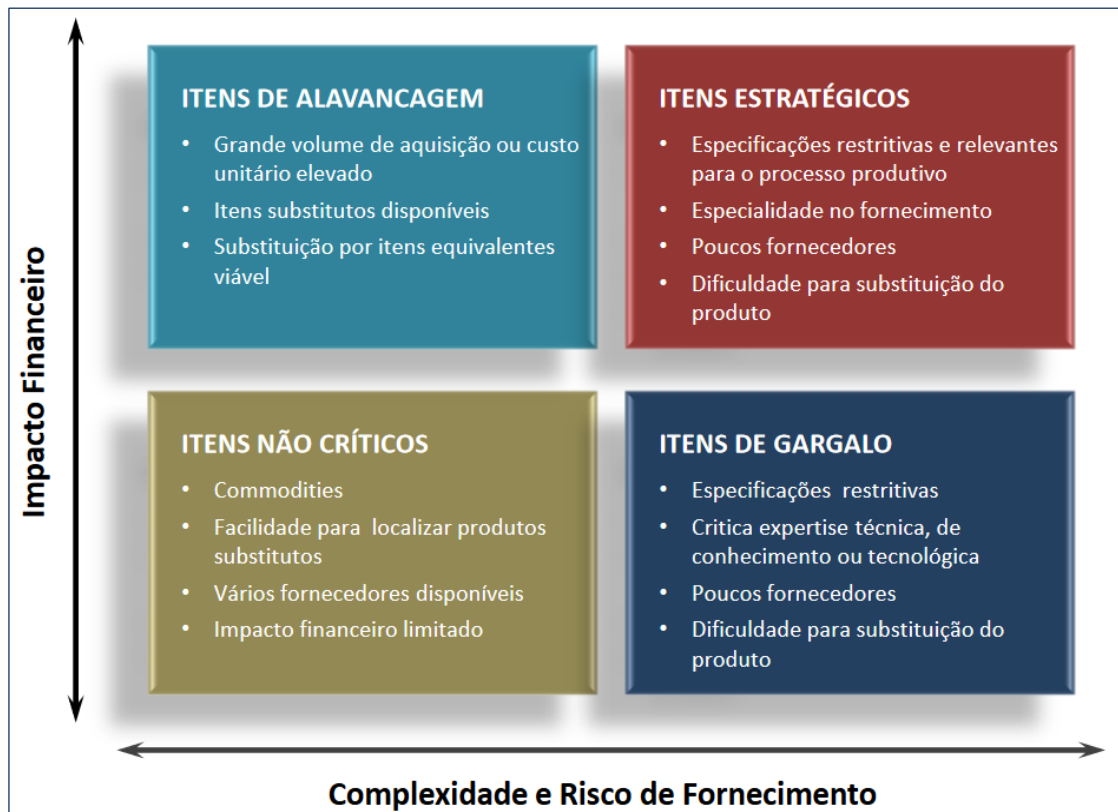 Impacto Financeiro
ITENS DE ALAVANCAGEM
• Grande volume de aquisição ou custo
unitário elevado
• Itens substitutos disponíveis
• Substituição por itens equivalentes
viável
ITENS ESTRATÉGICOS
• Especificações restritivas e relevantes
para o processo produtivo
• Especialidade no fornecimento
• Poucos fornecedores
• Dificuldade para substituição do
produto
ITENS NÃO CRÍTICOS
• Commodities
• Facilidade para localizar produtos
substitutos
• Vários fornecedores disponíveis
• Impacto financeiro limitado
ITENS DE GARGALO
• Especificações restritivas
• Critica expertise técnica, de
conhecimento ou tecnológica
• Poucos fornecedores
• Dificuldade para substituição do
produto
Complexidade e Risco de Fornecimento